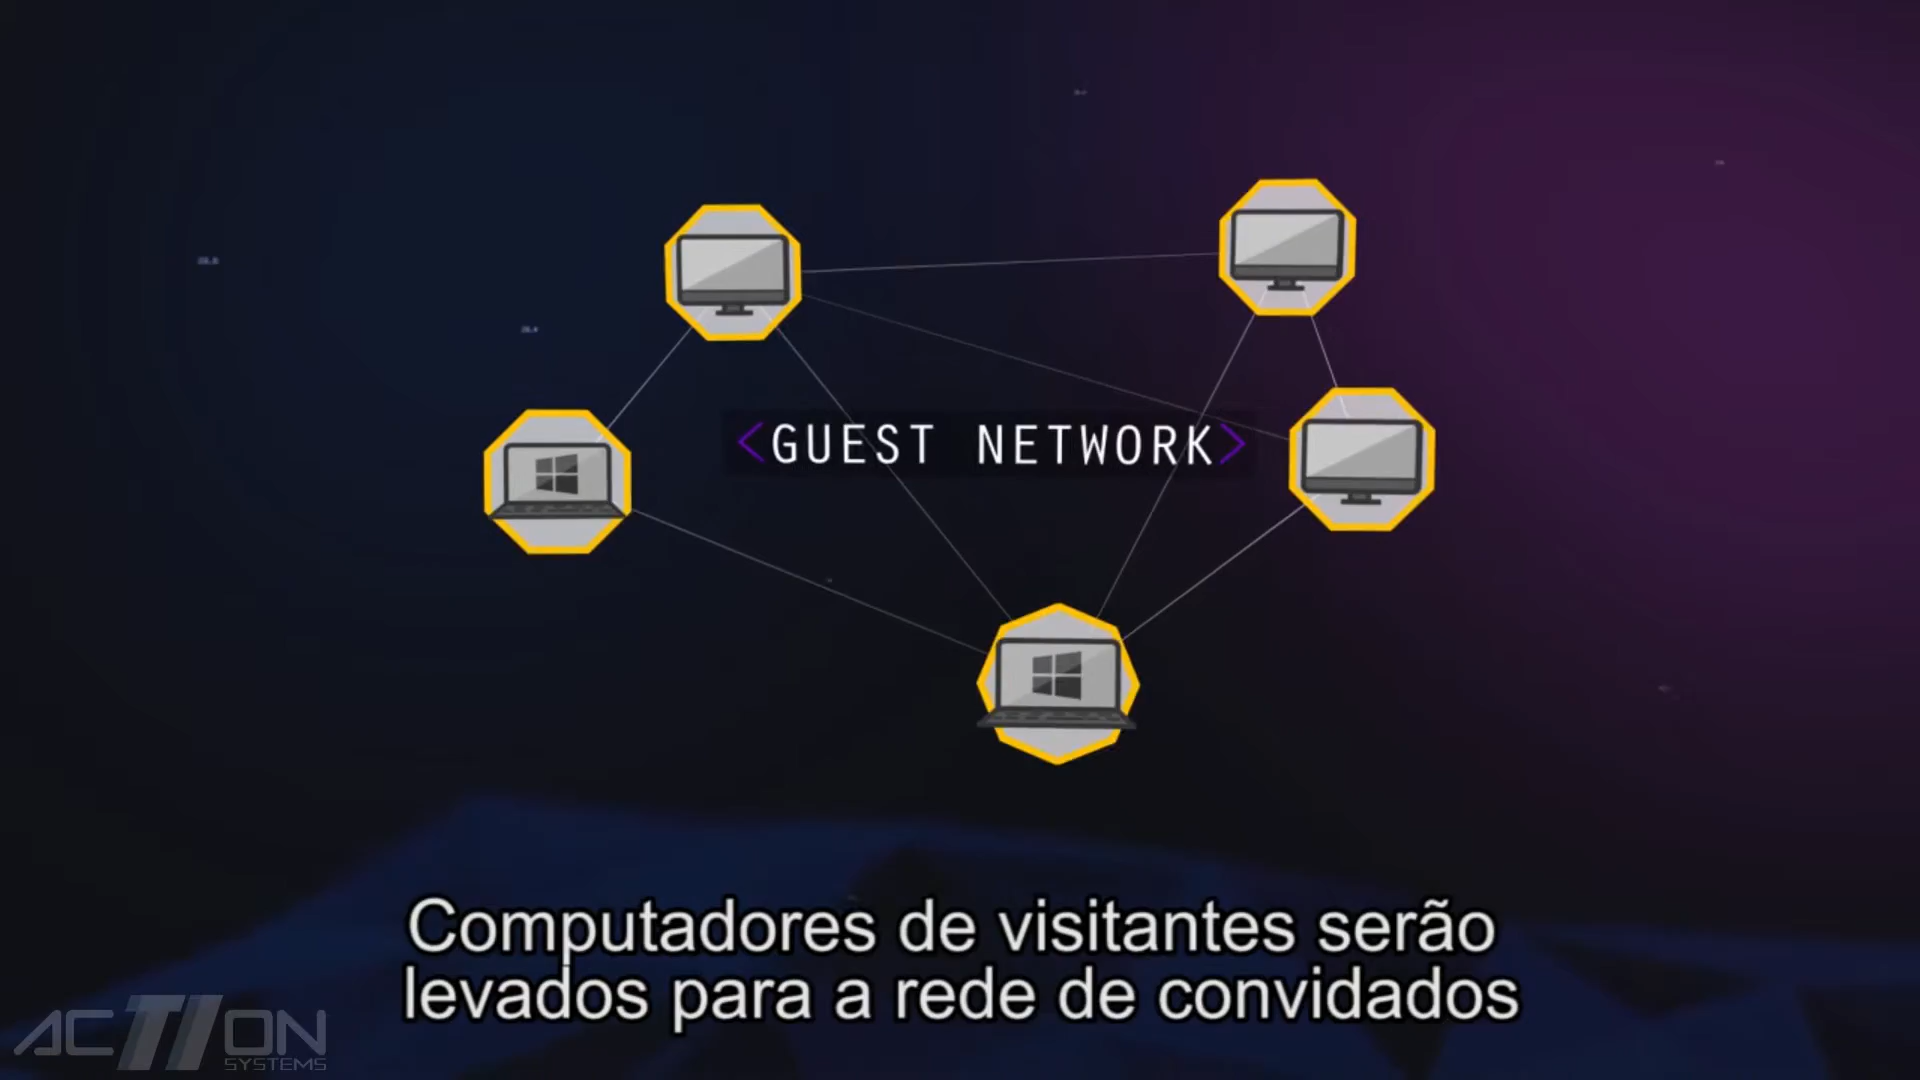 <GUEST NETWORK>
Computadores de visitantes serão
levados para a rede de convidados
ACTION
SYSTEMS